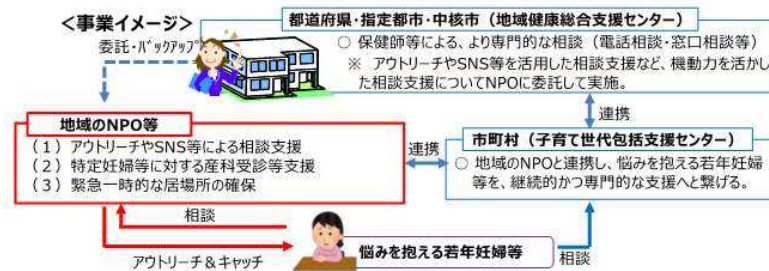 ＜事業イメージ＞
委託・バックアップ
都道府県・指定都市・中核市（地域健康総合支援センター）
○ 保健師等による、より専門的な相談（電話相談・窓口相談等）
※ アウトリーチやSNS等を活用した相談支援など、機動力を活かし
た相談支援についてNPOに委託して実施。
地域のNPO等
（１）アウトリーチやSNS等による相談支援
（２）特定妊婦等に対する産科受診等支援
（３）緊急一時的な居場所の確保
連携
連携
市町村（子育て世代包括支援センター）
○ 地域のNPOと連携し、悩みを抱える若年妊婦
等を、継続的かつ専門的な支援へと繋げる。
相談
アウトリーチ＆キャッチ
悩みを抱える若年妊婦等
相談